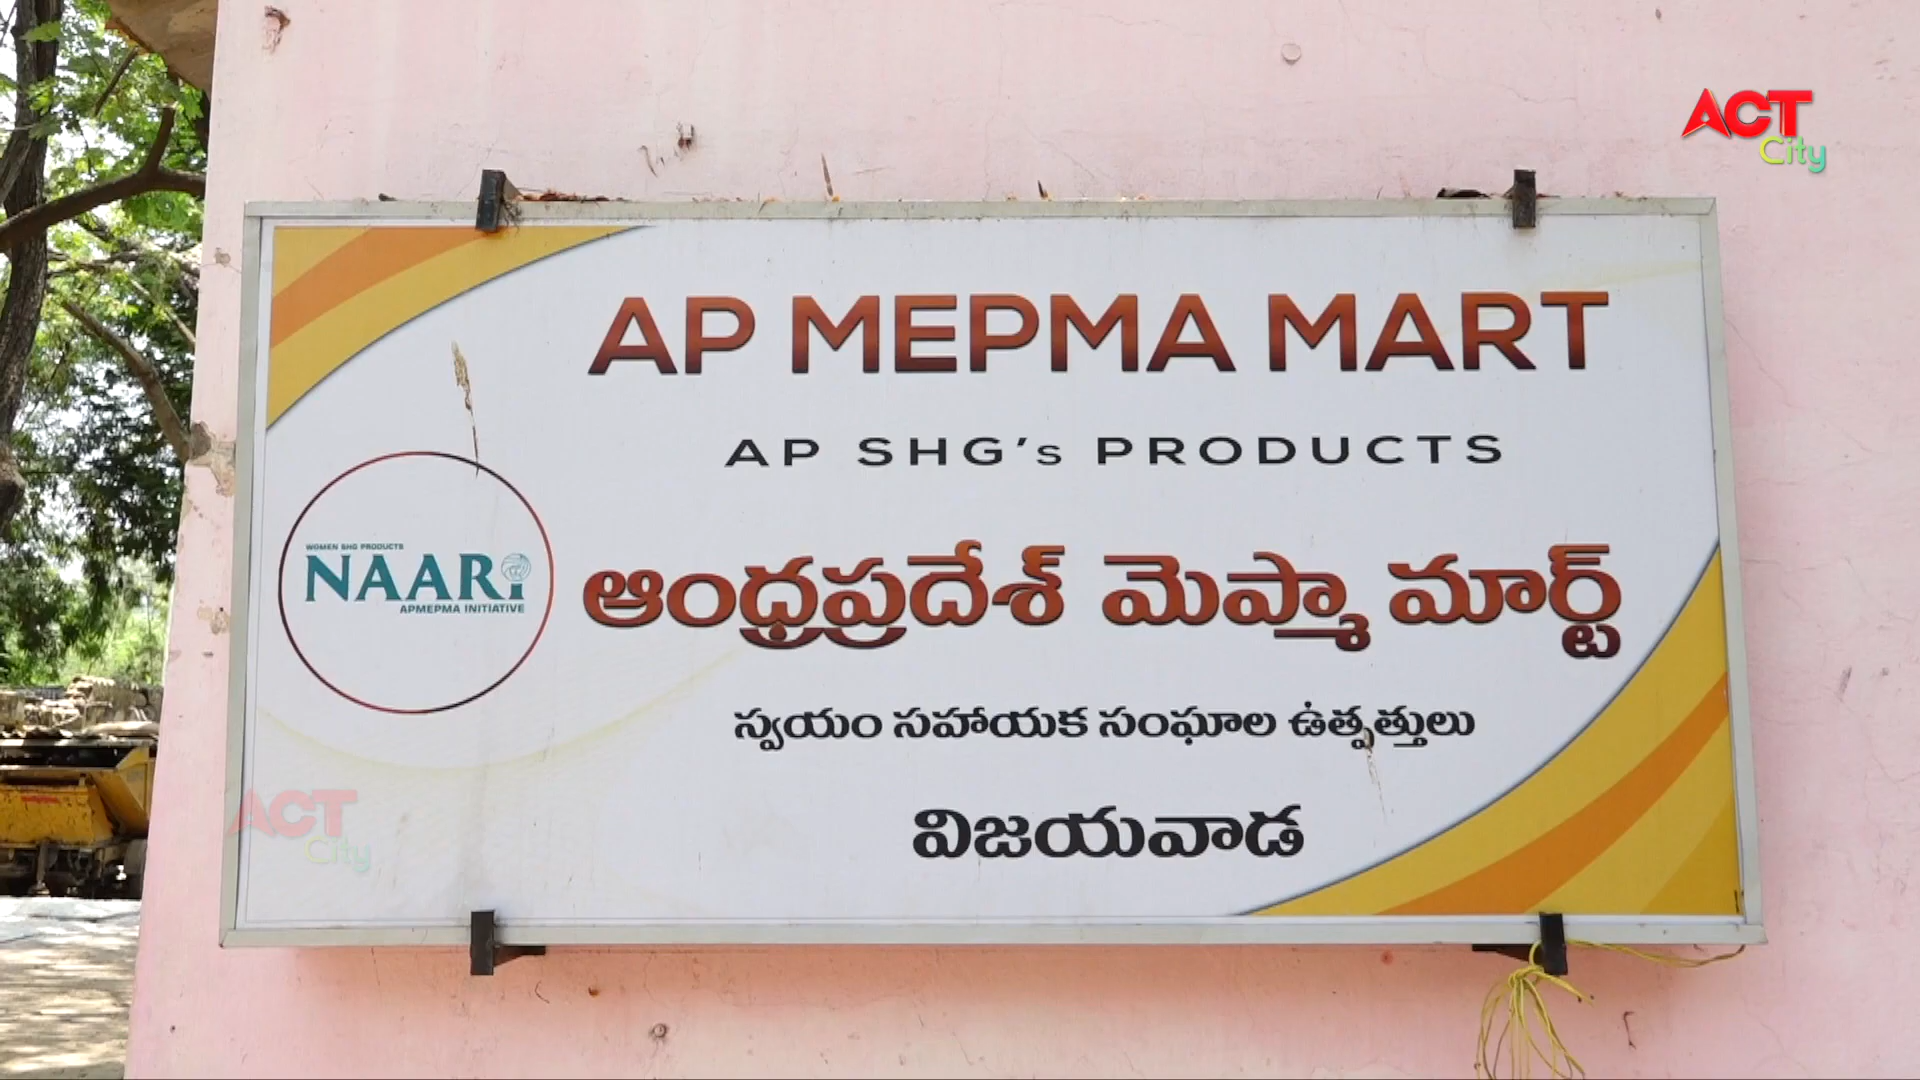 ACT
City
AP MEPMA MART
AP SHG's PRODUCTS
WOMEN SHG PRODUCTS
NAARi
APMEPMA INITIATIVE
ఆంధ్రప్రదేశ్ మెప్మా మార్ట్
స్వయం సహాయక సంఘాల ఉత్పత్తులు
విజయవాడ
ACT
City